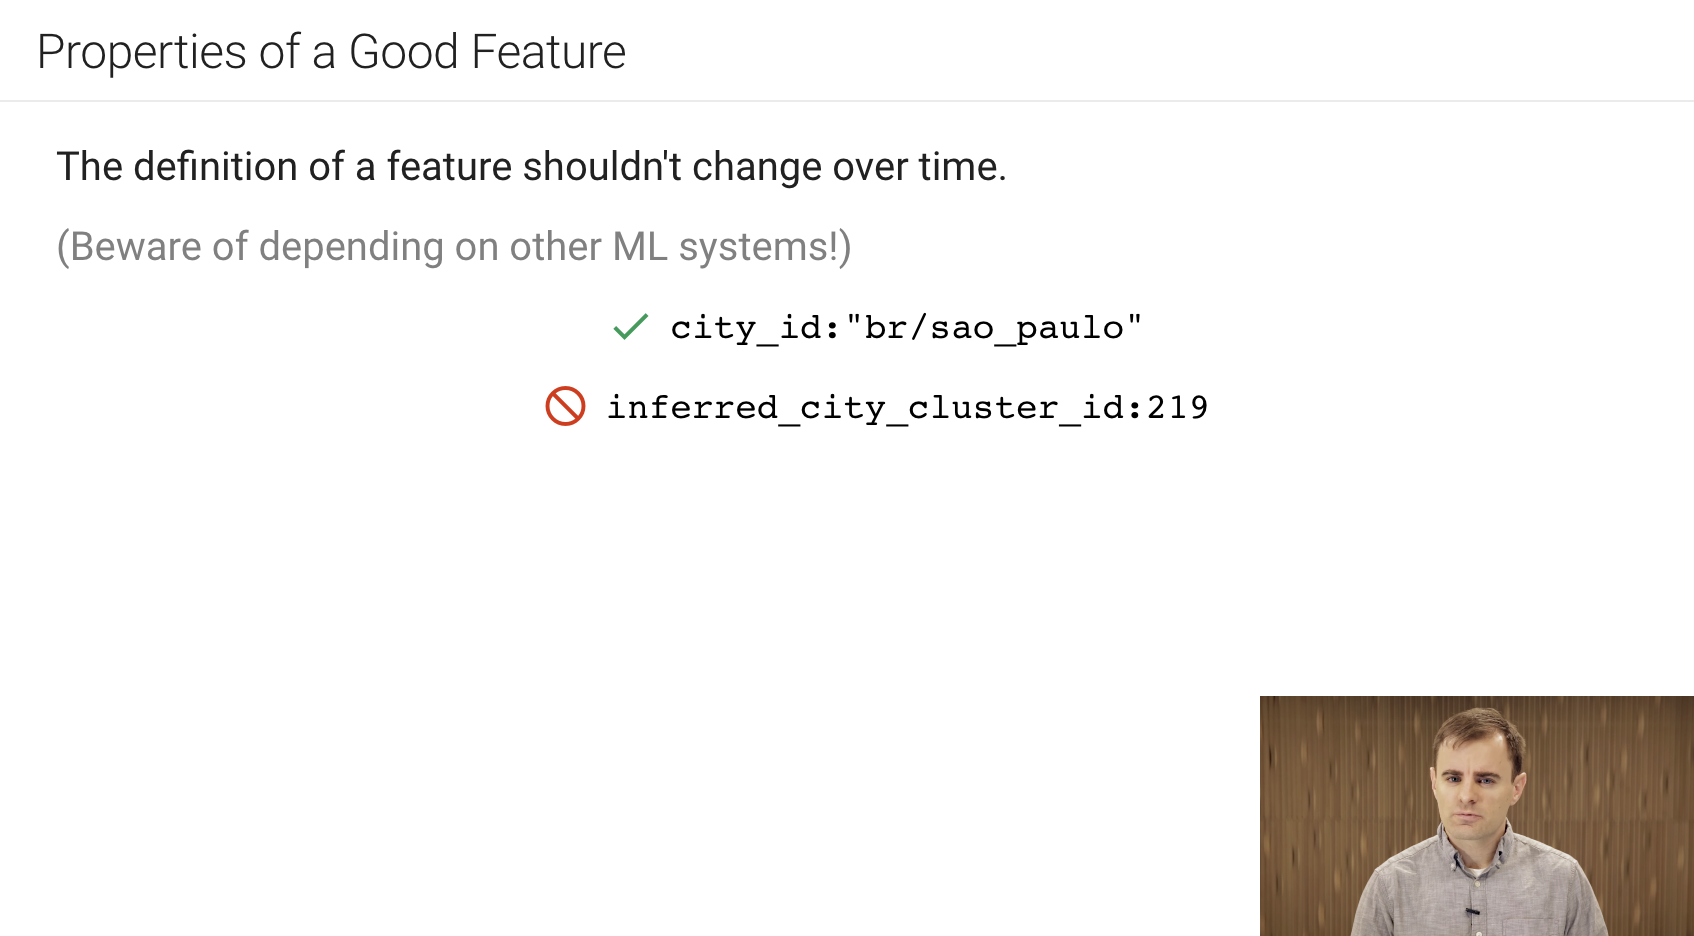 Properties of a Good Feature
The definition of a feature shouldn't change over time.
(Beware of depending on other ML systems!)
city_id:"br/sao_paulo"
inferred_city_cluster_id:219